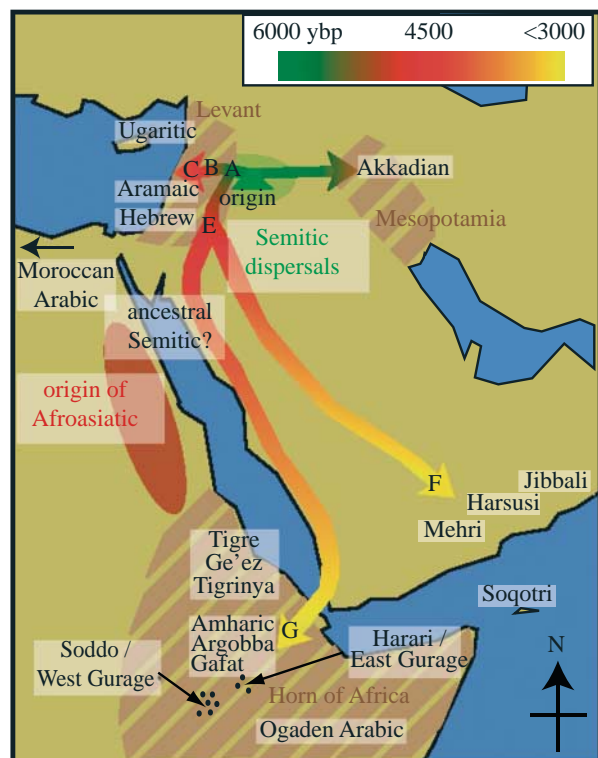 6000 ybp 4500 <3000
Levant
Ugaritic
C B A
Akkadian
Aramaic
origin
Hebrew
E
Mesopotamia
Semitic
dispersals
Moroccan
Arabic
ancestral
Semitic?
origin of
Afroasiatic
F
Jibbali
Harsusi
Mehri
Tigre
Ge'ez
Tigrinya
Soqotri
Amharic
Argobba
Gafat
G
Harari /
East Gurage
Soddo /
West Gurage
N
Horn of Africa
Ogaden Arabic